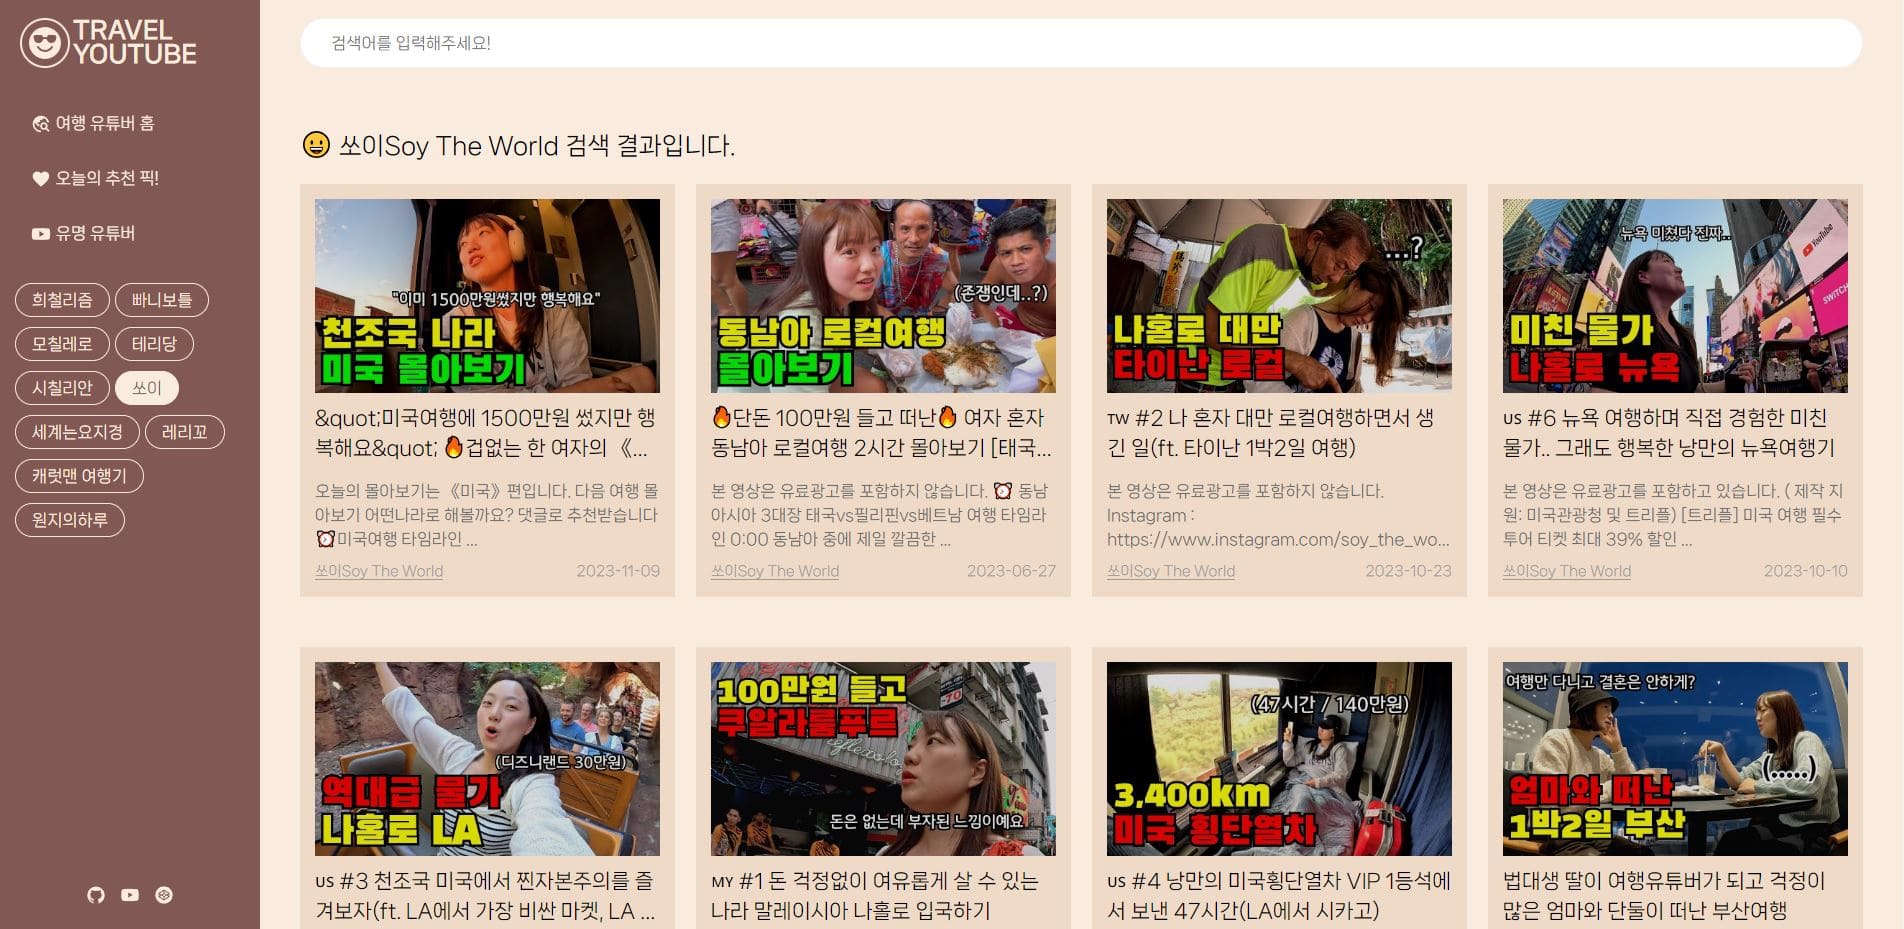 TRAVEL
YOUTUBE
여행 유튜버 홈
오늘의 추천 픽!
유명 유튜버
희철리즘
빠니보틀
모칠레로
테리당
시칠리안
쏘이
세계는요지경
레리꼬
캐럿맨 여행기
원지의하루
검색어를 입력해주세요!
😀 쏘이Soy The World 검색 결과입니다.
"이미 1500만원썼지만 행복해요"
천조국 나라
미국 몰아보기
&quot;미국여행에 1500만원 썼지만 행
복해요&quot; 🔥겁없는 한 여자의 《...
오늘의 몰아보기는 《미국》편입니다. 다음 여행 몰
아보기 어떤나라로 해볼까요? 댓글로 추천받습니다
⏰미국여행 타임라인 ...
쏘이Soy The World
2023-11-09
(존잼인데..?)
동남아 로컬여행
몰아보기
🔥단돈 100만원 들고 떠난🔥 여자 혼자
동남아 로컬여행 2시간 몰아보기 [태국...
본 영상은 유료광고를 포함하지 않습니다. ⏰ 동남
아시아 3대장 태국vs필리핀vs베트남 여행 타임라
인 0:00 동남아 중에 제일 깔끔한 ...
쏘이Soy The World
2023-06-27
...?
나홀로 대만
타이난 로컬
TW #2 나 혼자 대만 로컬여행하면서 생
긴 일(ft. 타이난 1박2일 여행)
본 영상은 유료광고를 포함하지 않습니다.
Instagram :
https://www.instagram.com/soy_the_wo...
쏘이Soy The World
2023-10-23
뉴욕 미쳤다 진짜..
YouTube
SWITCH
미친 물가
나홀로 뉴욕
US #6 뉴욕 여행하며 직접 경험한 미친
물가.. 그래도 행복한 낭만의 뉴욕여행기
본 영상은 유료광고를 포함하고 있습니다. ( 제작 지
원: 미국관광청 및 트리플) [트리플] 미국 여행 필수
투어 티켓 최대 39% 할인 ...
쏘이Soy The World
2023-10-10
(디즈니랜드 30만원)
역대급 물가
나홀로 LA
US #3 천조국 미국에서 찐자본주의를 즐
겨보자(ft. LA에서 가장 비싼 마켓, LA ...
100만원 들고
쿠알라룸푸르
돈은 없는데 부자된 느낌이예요
MY #1 돈 걱정없이 여유롭게 살 수 있는
나라 말레이시아 나홀로 입국하기
(47시간 / 140만원)
3,400km
미국 횡단열차
US #4 낭만의 미국횡단열차 VIP 1등석에
서 보낸 47시간(LA에서 시카고)
여행만 다니고 결혼은 안하게?
(.....)
엄마와 떠난
1박2일 부산
법대생 딸이 여행유튜버가 되고 걱정이
많은 엄마와 단둘이 떠난 부산여행